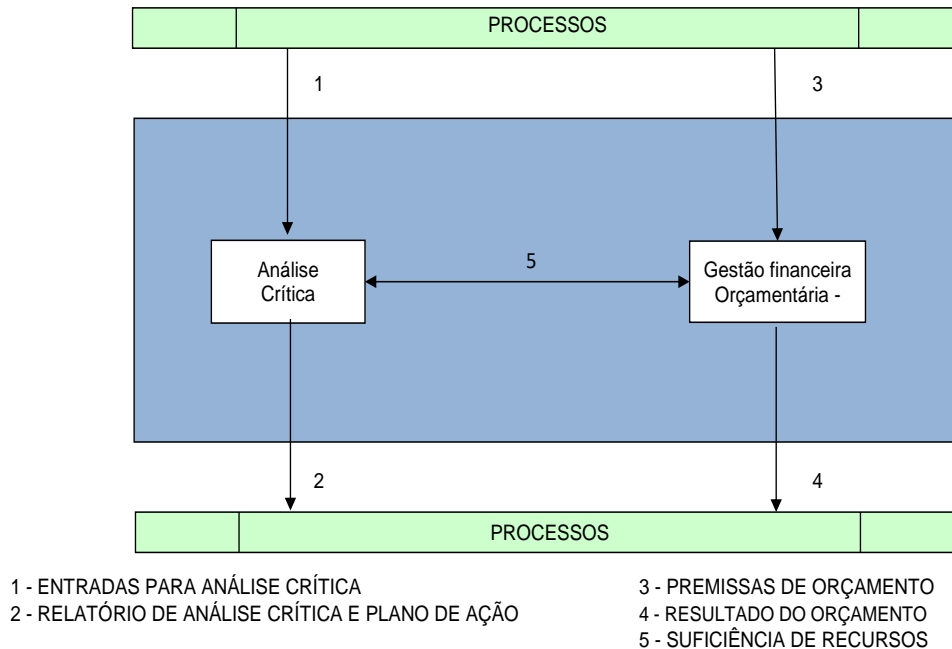 PROCESSOS
1
3
Análise
Crítica
5
Gestão financeira
Orçamentária -
2
4
PROCESSOS
1 - ENTRADAS PARA ANÁLISE CRÍTICA
2 - RELATÓRIO DE ANÁLISE CRÍTICA E PLANO DE AÇÃO
3 - PREMISSAS DE ORÇAMENTO
4 - RESULTADO DO ORÇAMENTO
5 - SUFICIÊNCIA DE RECURSOS